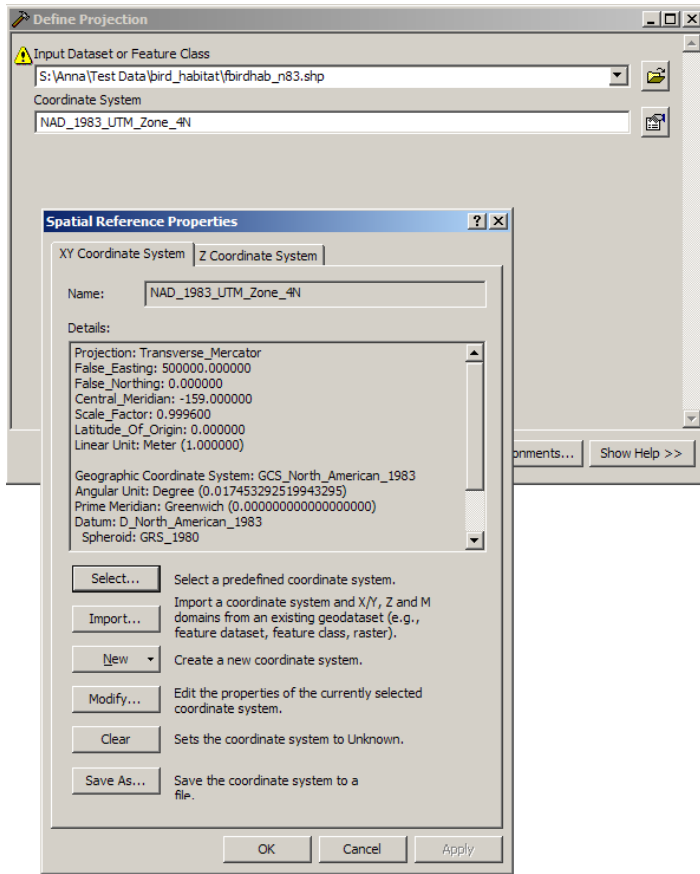 Define Projection
Input Dataset or Feature Class
S:\Anna\Test Data\bird_habitat\fbirdhab_n83.shp
Coordinate System
NAD_1983_UTM_Zone_4N
Spatial Reference Properties
XY Coordinate System
Z Coordinate System
Name:
NAD_1983_UTM_Zone_4N
Details:
Projection: Transverse_Mercator
False_Easting: 500000.000000
False_Northing: 0.000000
Central_Meridian: -159.000000
Scale_Factor: 0.999600
Latitude_Of_Origin: 0.000000
Linear Unit: Meter (1.000000)
Geographic Coordinate System: GCS_North_American_1983
Angular Unit: Degree (0.017453292519943295)
Prime Meridian: Greenwich (0.000000000000000000)
Datum: D_North_American_1983
Spheroid: GRS_1980
onments...
Show Help >>
Select...
Select a predefined coordinate system.
Import...
Import a coordinate system and X/Y, Z and M
domains from an existing geodataset (e.g.,
feature dataset, feature class, raster).
New
Create a new coordinate system.
Modify...
Edit the properties of the currently selected
coordinate system.
Clear
Sets the coordinate system to Unknown.
Save As...
Save the coordinate system to a
file.
OK
Cancel
Apply